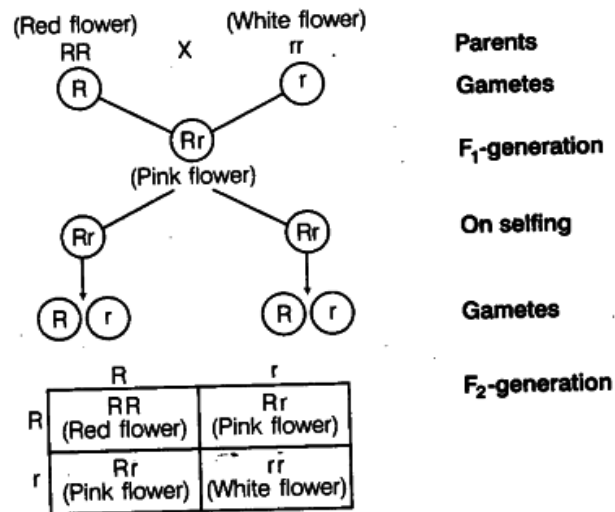 (Red flower) (White flower)
RR X rr Parents
R r Gametes
Rr F₁-generation
(Pink flower)
Rr Rr On selfing
R r R r Gametes
R r F₂-generation
R RR Rr
(Red flower) (Pink flower)
r Rr rr
(Pink flower) (White flower)